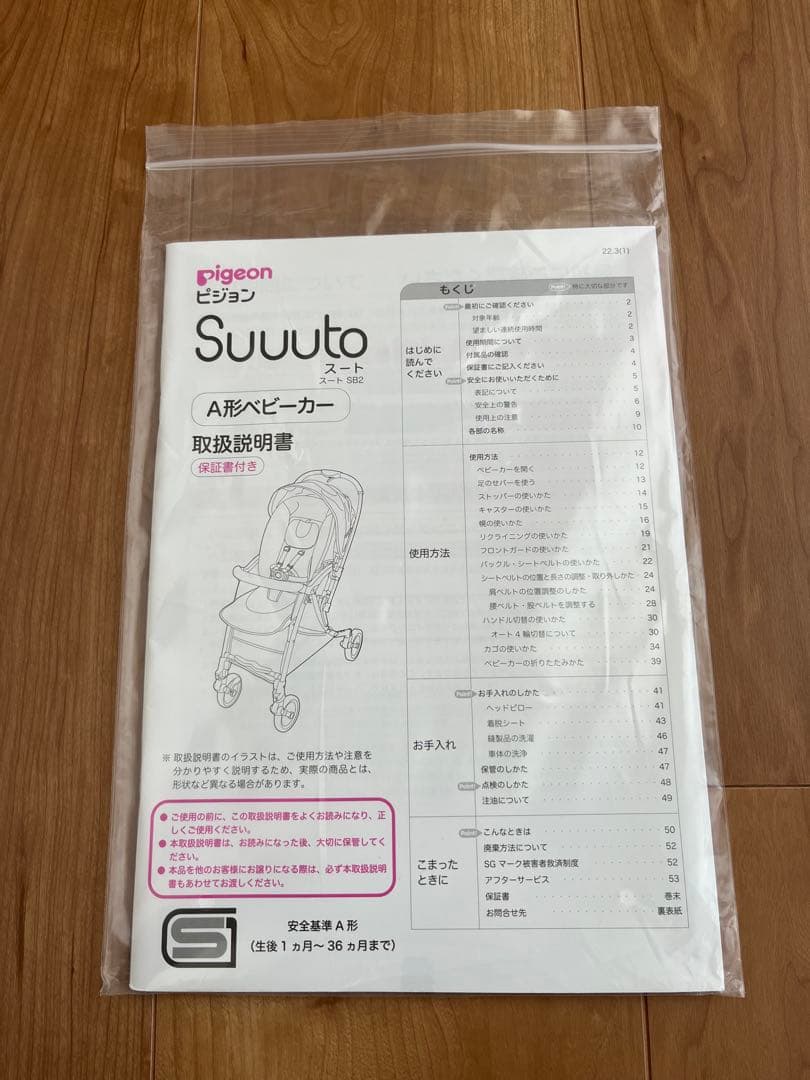 22.3(1)
Pigeon
ピジョン
Suuuto
スート
スート SB2
A形ベビーカー
取扱説明書
保証書付き
※ 取扱説明書のイラストは、ご使用方法や注意を
分かりやすく説明するため、実際の商品とは、
形状など異なる場合があります。
● ご使用の前に、この取扱説明書をよくお読みになり、正
しくご使用ください。
● 本取扱説明書は、お読みになった後、大切に保管してく
ださい。
● 本品を他のお客様にお譲りになる際は、必ず本取扱説明
書もあわせてお渡しください。
安全基準 A 形
(生後 1 ヵ月〜 36 ヵ月まで)
もくじ
Point 特に大切な部分です
はじめに
読んで
ください
Point 最初にご確認ください 2
対象年齢 2
望ましい連続使用時間 2
使用期間について 3
付属品の確認 4
保証書にご記入ください 4
Point 安全にお使いいただくために 5
表記について 5
安全上の警告 6
使用上の注意 9
各部の名称 10
使用方法
使用方法 12
ベビーカーを開く 12
足のせバーを使う 13
ストッパーの使いかた 14
キャスターの使いかた 15
幌の使いかた 16
リクライニングの使いかた 19
フロントガードの使いかた 21
バックル・シートベルトの使いかた 22
シートベルトの位置と長さの調整・取り外しかた 24
肩ベルトの位置調整のしかた 24
腰ベルト・股ベルトを調整する 28
ハンドル切替の使いかた 30
オート 4 輪切替について 30
カゴの使いかた 34
ベビーカーの折りたたみかた 39
お手入れ
Point お手入れのしかた 41
ヘッドピロー 41
着脱シート 43
縫製品の洗濯 46
車体の洗浄 47
保管のしかた 47
Point 点検のしかた 48
注油について 49
こまった
ときに
Point こんなときは 50
廃棄方法について 52
SG マーク被害者救済制度 52
アフターサービス 53
保証書 巻末
お問合せ先 裏表紙